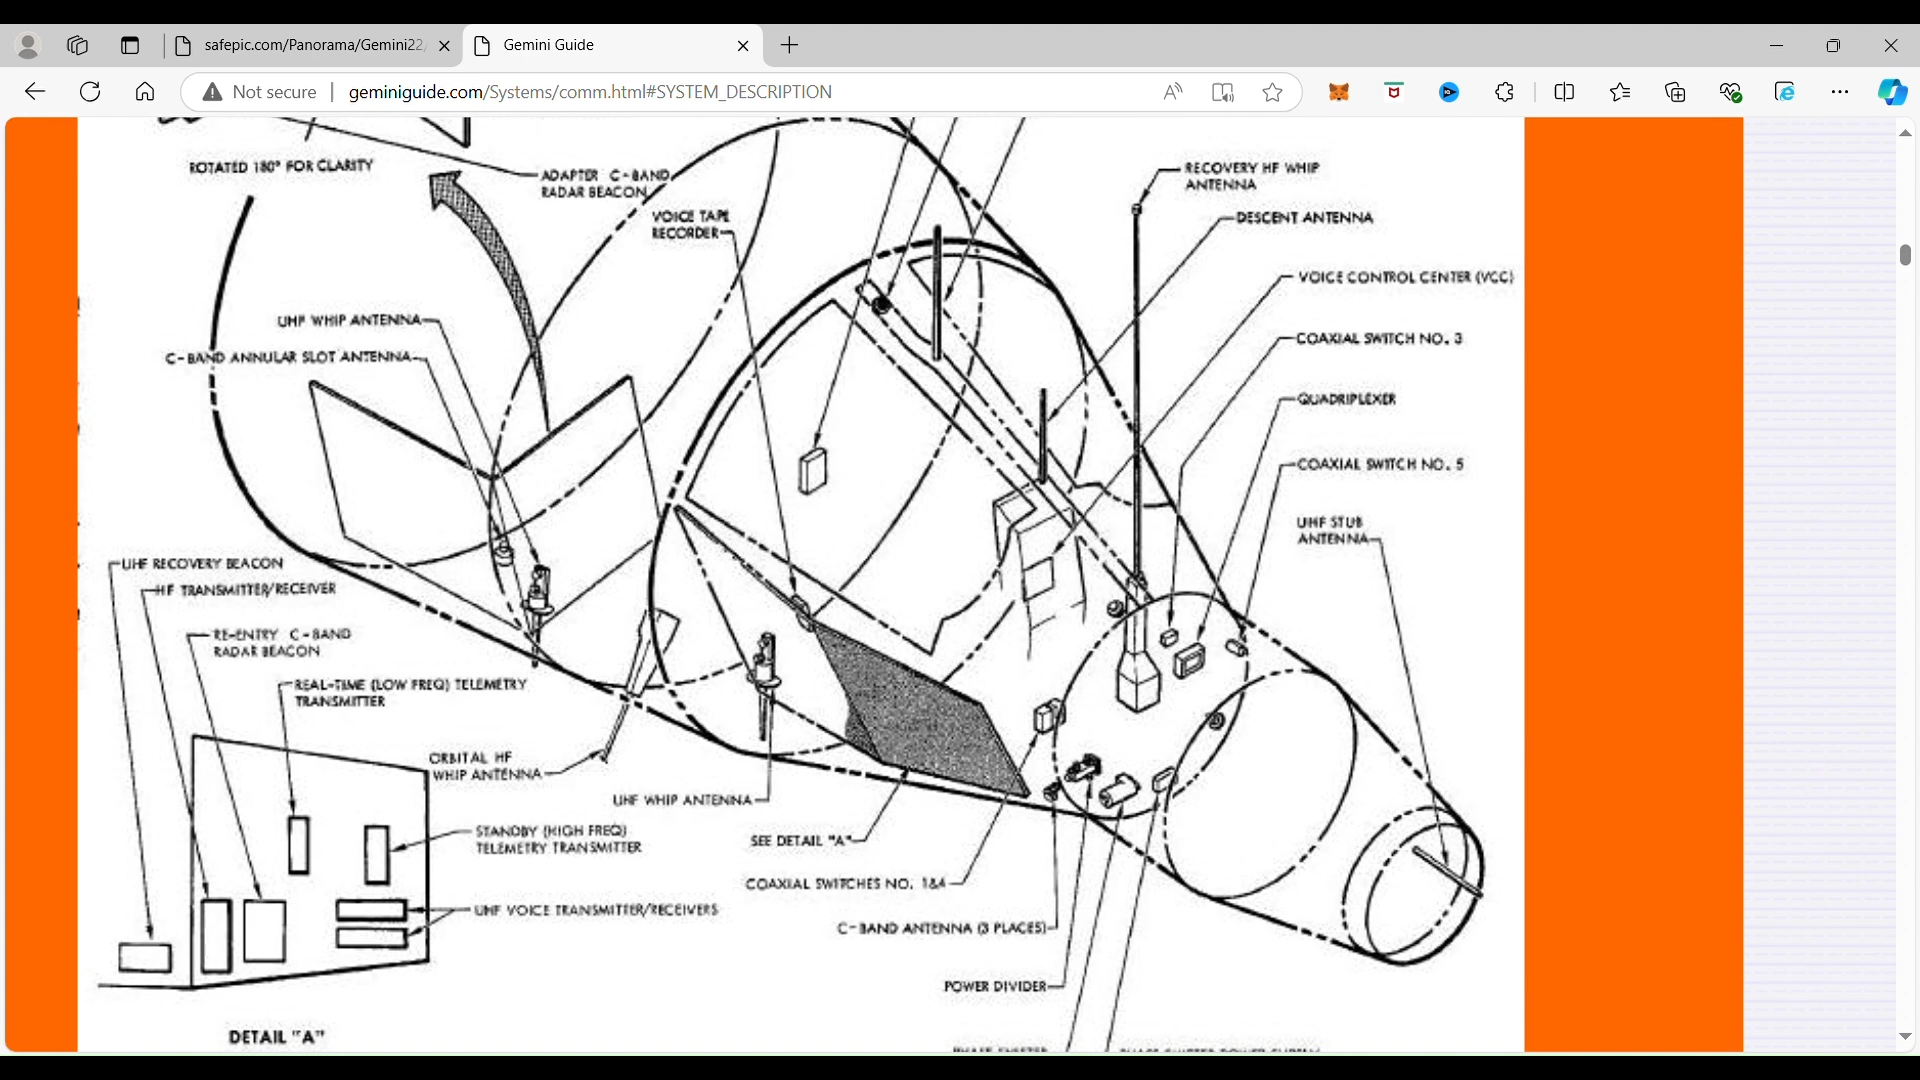 safepic.com/Panorama/Gemini22
Gemini Guide
Not secure
geminiguide.com/Systems/comm.html#SYSTEM_DESCRIPTION
ROTATED 180° FOR CLARITY
ADAPTER C-BAND
RADAR BEACON
VOICE TAPE
RECORDER
RECOVERY HF WHIP
ANTENNA
DESCENT ANTENNA
VOICE CONTROL CENTER (VCC)
UHF WHIP ANTENNA
C-BAND ANNULAR SLOT ANTENNA
COAXIAL SWITCH NO. 3
QUADRIPLEXER
COAXIAL SWITCH NO. 5
UHF STUB
ANTENNA
UHF RECOVERY BEACON
HF TRANSMITTER/RECEIVER
RE-ENTRY C-BAND
RADAR BEACON
REAL-TIME (LOW FREQ) TELEMETRY
TRANSMITTER
ORBITAL HF
WHIP ANTENNA
UHF WHIP ANTENNA
STANDBY (HIGH FREQ)
TELEMETRY TRANSMITTER
SEE DETAIL "A"
COAXIAL SWITCHES NO. 1&4
UHF VOICE TRANSMITTER/RECEIVERS
C-BAND ANTENNA (3 PLACES)
POWER DIVIDER
DETAIL "A"